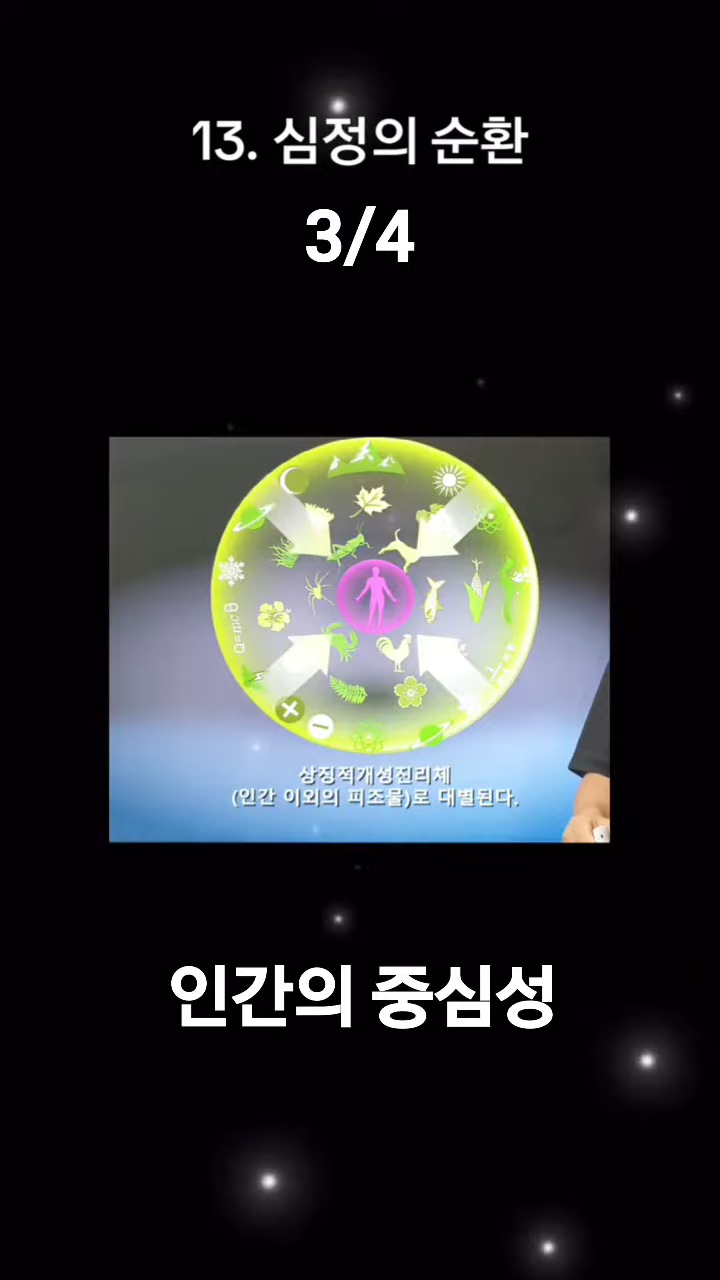 13. 심정의 순환
3/4
상징적개성진리체
(인간 이외의 피조물)로 대별된다.
인간의 중심성